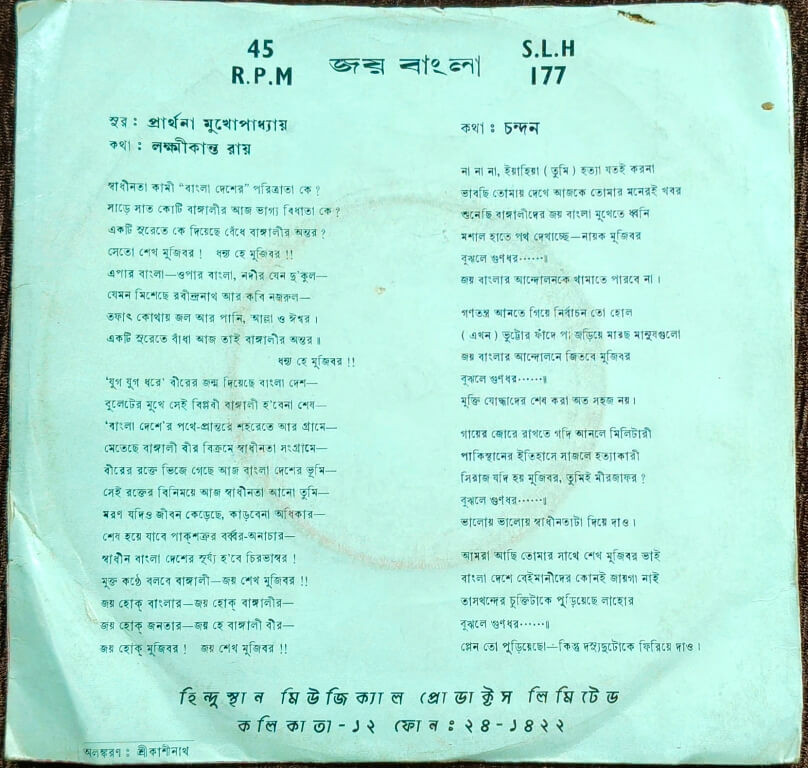 45
R.P.M
জয় বাংলা
S.L.H
177
সুর : প্রার্থনা মুখোপাধ্যায়
কথা : লক্ষ্মীকান্ত রায়
স্বাধীনতা কামী “বাংলা দেশের” পরিত্রাতা কে ?
সাড়ে সাত কোটি বাঙ্গালীর আজ ভাগ্য বিধাতা কে ?
একটি সুরেতে কে দিয়েছে বেঁধে বাঙ্গালীর অন্তর ?
সেতো শেখ মুজিবর ! ধন্য হে মুজিবর !!
এপার বাংলা—ওপার বাংলা, নদীর যেন দু'কুল—
যেমন মিশেছে রবীন্দ্রনাথ আর কবি নজরুল—
তফাৎ কোথায় জল আর পানি, আল্লা ও ঈশ্বর ।
একটি সুরেতে বাঁধা আজ তাই বাঙ্গালীর অন্তর ॥
ধন্য হে মুজিবর !!
‘যুগ যুগ ধরে’ বীরের জন্ম দিয়েছে বাংলা দেশ—
বুলেটের মুখে সেই বিপ্লবী বাঙ্গালী হ'বেনা শেষ—
‘বাংলা দেশে’র পথে-প্রান্তরে শহরেতে আর গ্রামে—
মেতেছে বাঙ্গালী বীর বিক্রমে স্বাধীনতা সংগ্রামে—
বীরের রক্তে ভিজে গেছে আজ বাংলা দেশের ভূমি—
সেই রক্তের বিনিময়ে আজ স্বাধীনতা আনো তুমি—
মরণ যদিও জীবন কেড়েছে, কাড়বেনা অধিকার—
শেষ হয়ে যাবে পাক্‌শত্রুর বর্ব্বর-অনাচার—
স্বাধীন বাংলা দেশের সূর্য্য হ'বে চিরভাস্বর !
মুক্ত কণ্ঠে বলবে বাঙ্গালী—জয় শেখ মুজিবর !!
জয় হোক্ বাংলার—জয় হোক্ বাঙ্গালীর—
জয় হোক্ জনতার—জয় হে বাঙ্গালী বীর—
জয় হোক্ মুজিবর ! জয় শেখ মুজিবর !!
কথা : চন্দন
না না না, ইয়াহিয়া ( তুমি ) হত্যা যতই করনা
ভাবছি তোমায় দেখে আজকে তোমার মনেরই খবর
শুনেছি বাঙ্গালীদের জয় বাংলা মুখেতে ধ্বনি
মশাল হাতে পথ দেখাচ্ছে—নায়ক মুজিবর
বুঝলে গুণধর······॥
জয় বাংলার আন্দোলনকে থামাতে পারবে না ।
গণতন্ত্র আনতে গিয়ে নির্বাচন তো হোল
( এখন ) ভুট্টোর ফাঁদে পা জড়িয়ে মারছ মানুষগুলো
জয় বাংলার আন্দোলনে জিতবে মুজিবর
বুঝলে গুণধর······॥
মুক্তি যোদ্ধাদের শেষ করা অত সহজ নয় ।
গায়ের জোরে রাখতে গদি আনলে মিলিটারী
পাকিস্থানের ইতিহাসে সাজলে হত্যাকারী
সিরাজ যদি হয় মুজিবর, তুমিই মীরজাফর ?
বুঝলে গুণধর······॥
ভালোয় ভালোয় স্বাধীনতাটা দিয়ে দাও ।
আমরা আছি তোমার সাথে শেখ মুজিবর ভাই
বাংলা দেশে বেইমানীদের কোনই জায়গা নাই
তাসখন্দের চুক্তিটাকে পুড়িয়েছে লাহোর
বুঝলে গুণধর······॥
প্লেন তো পুড়িয়েছো—কিন্তু দস্যুদুটোকে ফিরিয়ে দাও ।
হিন্দুস্থান মিউজিক্যাল প্রোডাক্টস লিমিটেড
কলিকাতা-১২ ফোন : ২৪-১৪২২
অলঙ্করণ : শ্রীকাশীনাথ